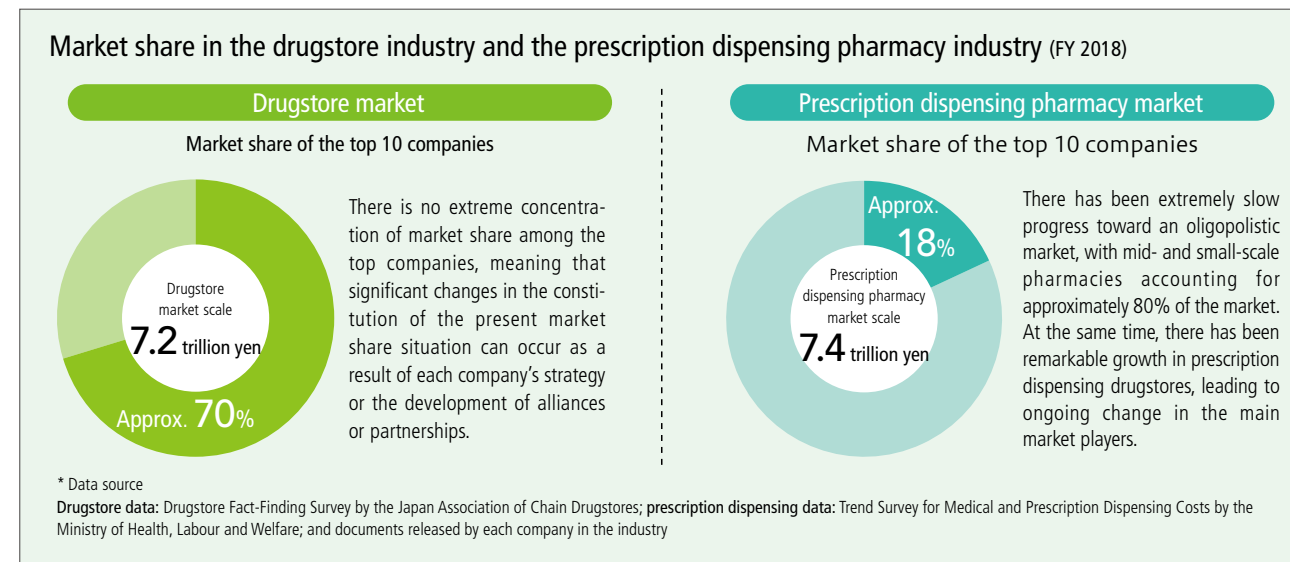 Market share in the drugstore industry and the prescription dispensing pharmacy industry (FY 2018)
Drugstore market
Market share of the top 10 companies
Drugstore
market scale
7.2 trillion yen
Approx. 70%
There is no extreme concentra-
tion of market share among the
top companies, meaning that
significant changes in the consti-
tution of the present market
share situation can occur as a
result of each company's strategy
or the development of alliances
or partnerships.
Prescription dispensing pharmacy market
Market share of the top 10 companies
Approx.
18%
Prescription
dispensing pharmacy
market scale
7.4 trillion yen
There has been extremely slow
progress toward an oligopolistic
market, with mid- and small-scale
pharmacies accounting for
approximately 80% of the market.
At the same time, there has been
remarkable growth in prescription
dispensing drugstores, leading to
ongoing change in the main
market players.
* Data source
Drugstore data: Drugstore Fact-Finding Survey by the Japan Association of Chain Drugstores; prescription dispensing data: Trend Survey for Medical and Prescription Dispensing Costs by the
Ministry of Health, Labour and Welfare; and documents released by each company in the industry